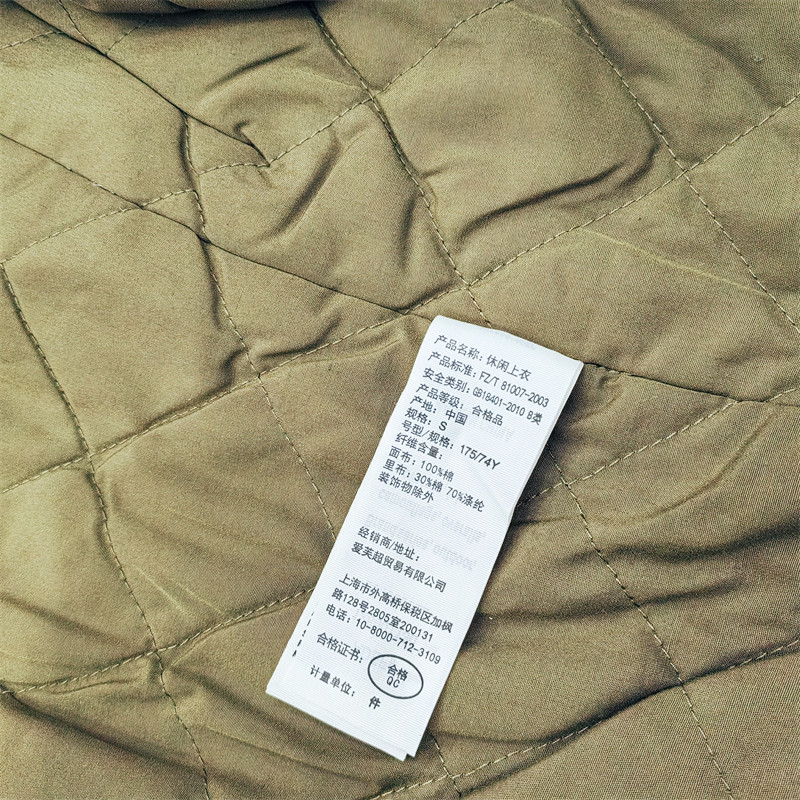 产品名称：休闲上衣
产品标准：FZ/T 81007-2003
安全类别：GB18401-2010 B类
产品等级：合格品
产地：中国
规格：S
号型/规格：175/74Y
纤维含量：
面布：100%棉
里布：30%棉 70%涤纶
装饰物除外
经销商/地址：
爱芙超贸易有限公司
上海市外高桥保税区加枫
路128号2805室200131
电话：10-8000-712-3109
合格证书：合格
QC
计量单位：件